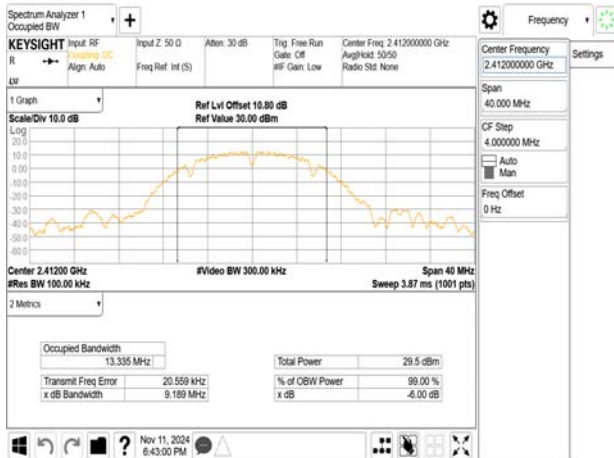 Spectrum Analyzer 1
Occupied BW
Frequency
Settings
KEYSIGHT
R
Input: RF
Coupling: DC
Align: Auto
Input Z: 50 Ω
Freq Ref: Int (S)
Atten: 30 dB
Trig: Free Run
Gate: Off
#IF Gain: Low
Center Freq: 2.412000000 GHz
Avg|Hold: 50/50
Radio Std: None
Center Frequency
2.412000000 GHz
Span
40.000 MHz
CF Step
4.000000 MHz
Auto
Man
Freq Offset
0 Hz
1 Graph
Scale/Div 10.0 dB
Ref Lvl Offset 10.80 dB
Ref Value 30.00 dBm
Log
20.0
10.0
0.00
-10.0
-20.0
-30.0
-40.0
-50.0
-60.0
Center 2.41200 GHz
#Res BW 100.00 kHz
#Video BW 300.00 kHz
Span 40 MHz
Sweep 3.87 ms (1001 pts)
2 Metrics
Occupied Bandwidth
13.335 MHz
Total Power 29.5 dBm
Transmit Freq Error 20.559 kHz
% of OBW Power 99.00 %
x dB Bandwidth 9.189 MHz
x dB -6.00 dB
Nov 11, 2024
6:43:00 PM